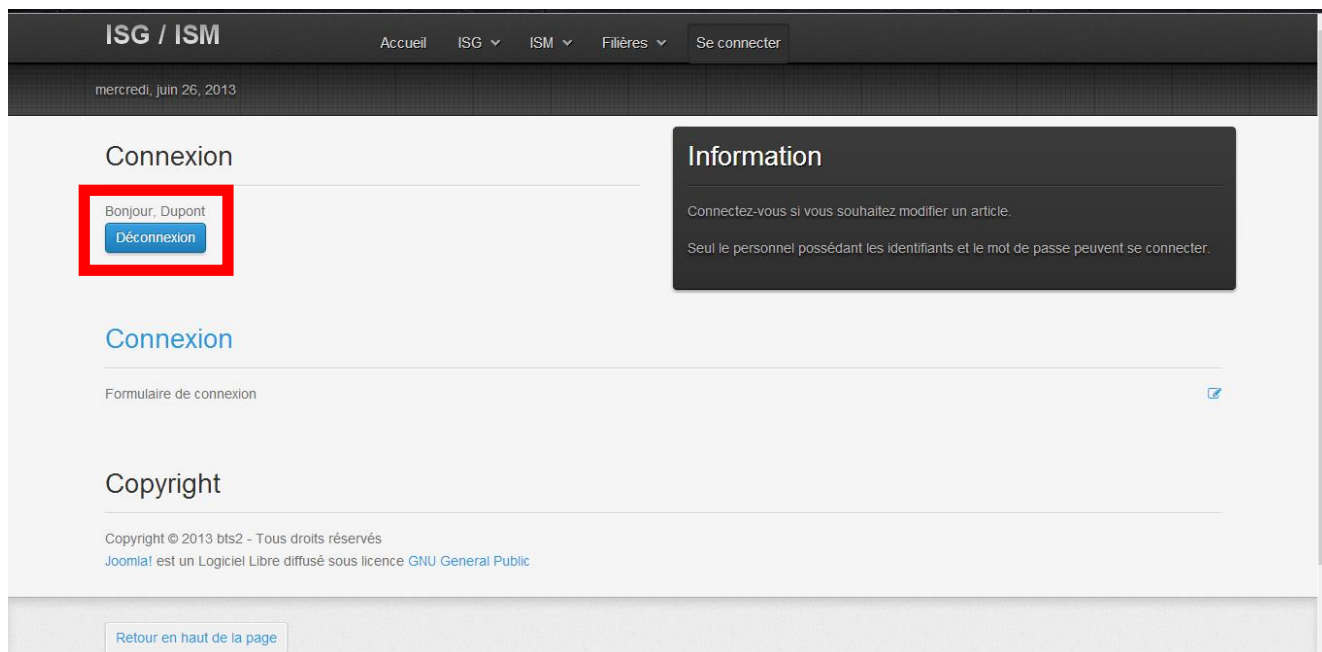 ISG / ISM
Accueil ISG ISM Filières Se connecter
mercredi, juin 26, 2013
Connexion
Bonjour, Dupont
Déconnexion
Information
Connectez-vous si vous souhaitez modifier un article.
Seul le personnel possédant les identifiants et le mot de passe peuvent se connecter.
Connexion
Formulaire de connexion
Copyright
Copyright © 2013 bts2 - Tous droits réservés
Joomla! est un Logiciel Libre diffusé sous licence GNU General Public
Retour en haut de la page